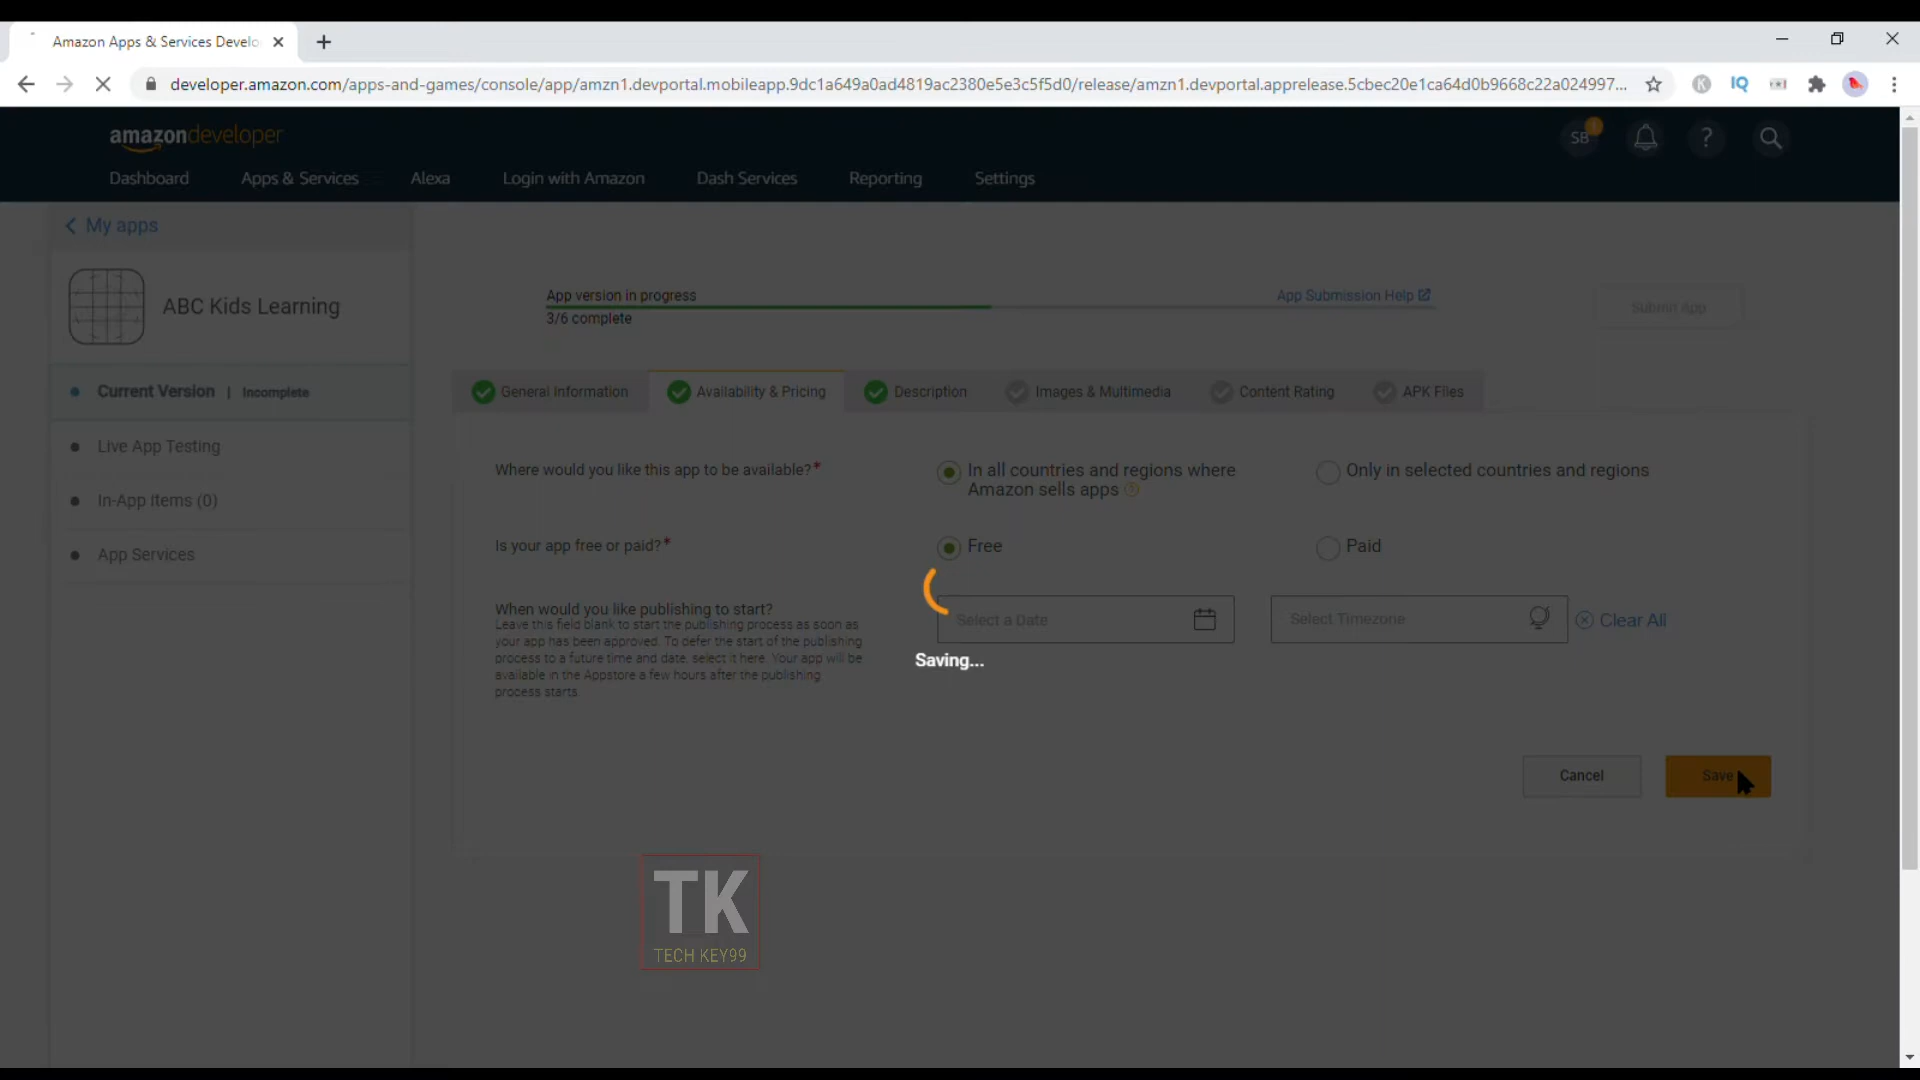 Amazon Apps & Services Develo
developer.amazon.com/apps-and-games/console/app/amzn1.devportal.mobileapp.9dc1a649a0ad4819ac2380e5e3c5f5d0/release/amzn1.devportal.apprelease.5cbec20e1ca64d0b9668c22a024997...
K
IQ
amazondeveloper
SB
?
Dashboard
Apps & Services
Alexa
Login with Amazon
Dash Services
Reporting
Settings
My apps
ABC Kids Learning
App version in progress
App Submission Help
3/6 complete
Submit App
Current Version | Incomplete
General Information
Availability & Pricing
Description
Images & Multimedia
Content Rating
APK Files
Live App Testing
In-App Items (0)
App Services
Where would you like this app to be available?*
In all countries and regions where
Amazon sells apps ?
Only in selected countries and regions
Is your app free or paid?*
Free
Paid
When would you like publishing to start?
Leave this field blank to start the publishing process as soon as
your app has been approved. To defer the start of the publishing
process to a future time and date, select it here. Your app will be
available in the Appstore a few hours after the publishing
process starts.
Select a Date
Select Timezone
Clear All
Saving...
Cancel
Save
TK
TECH KEY99